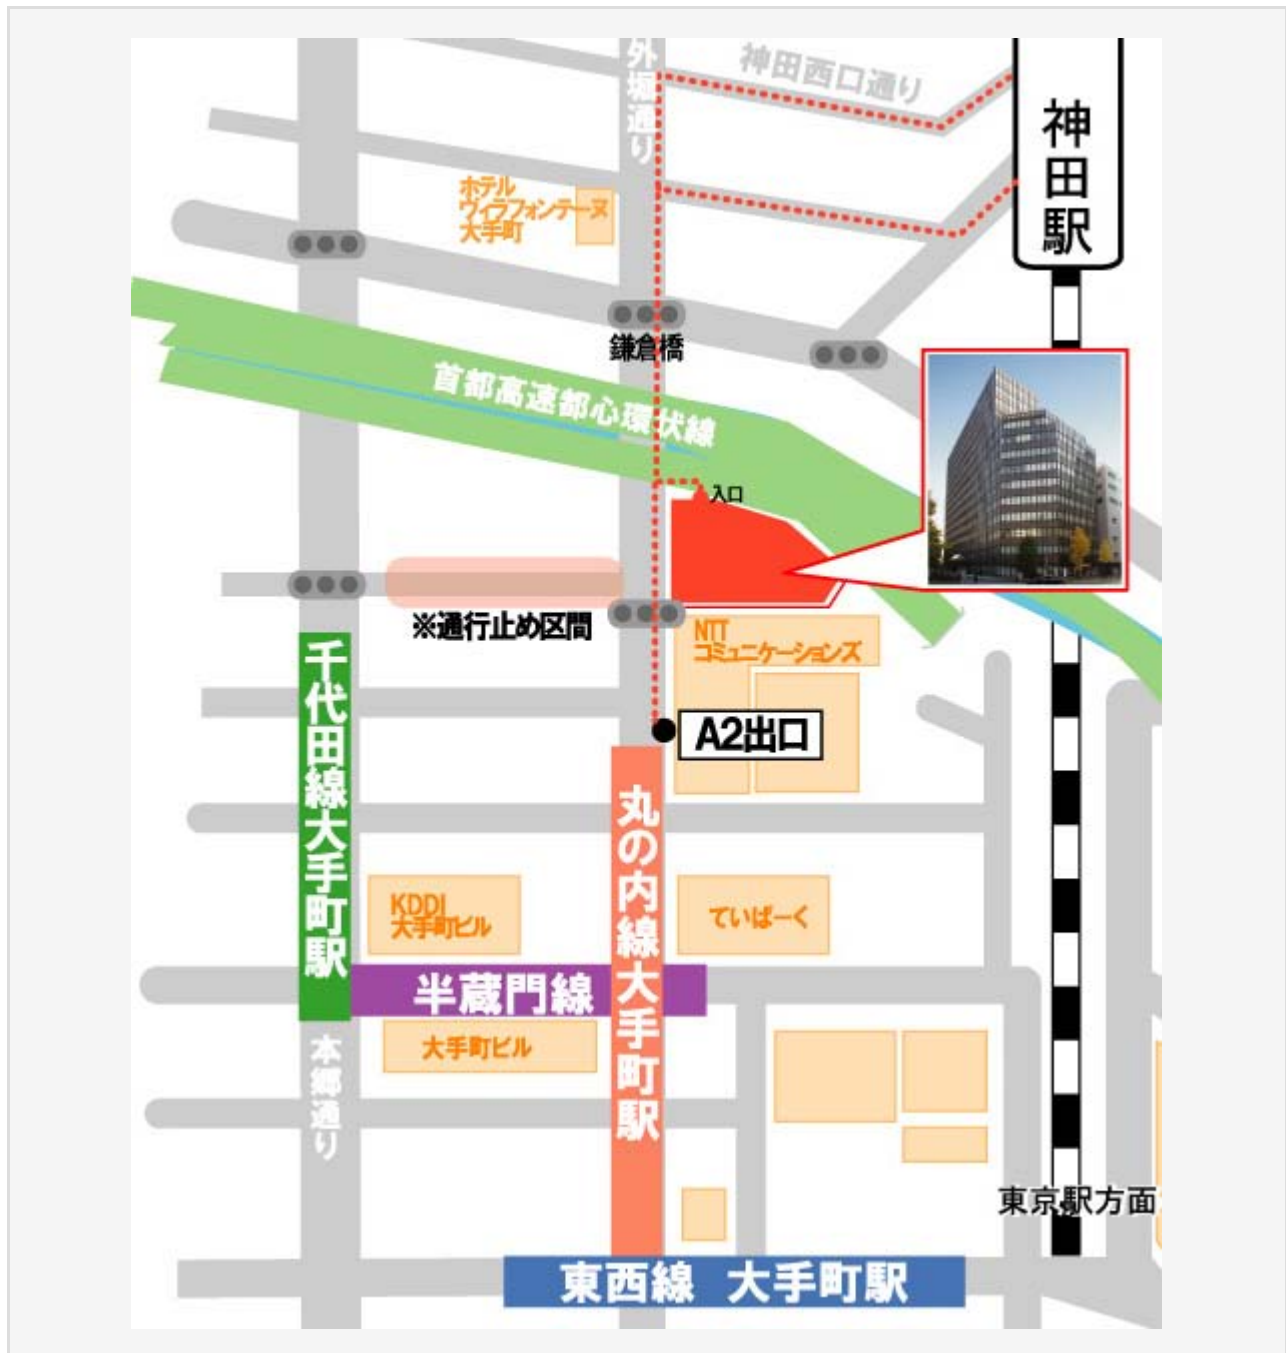 外堀通り
神田西口通り
神田駅
ホテル
ヴィラフォンテーヌ
大手町
鎌倉橋
首都高速都心環状線
入口
※通行止め区間
NTT
コミュニケーションズ
千代田線大手町駅
A2出口
丸の内線大手町駅
KDDI
大手町ビル
ていぱーく
半蔵門線
大手町ビル
本郷通り
東京駅方面
東西線 大手町駅